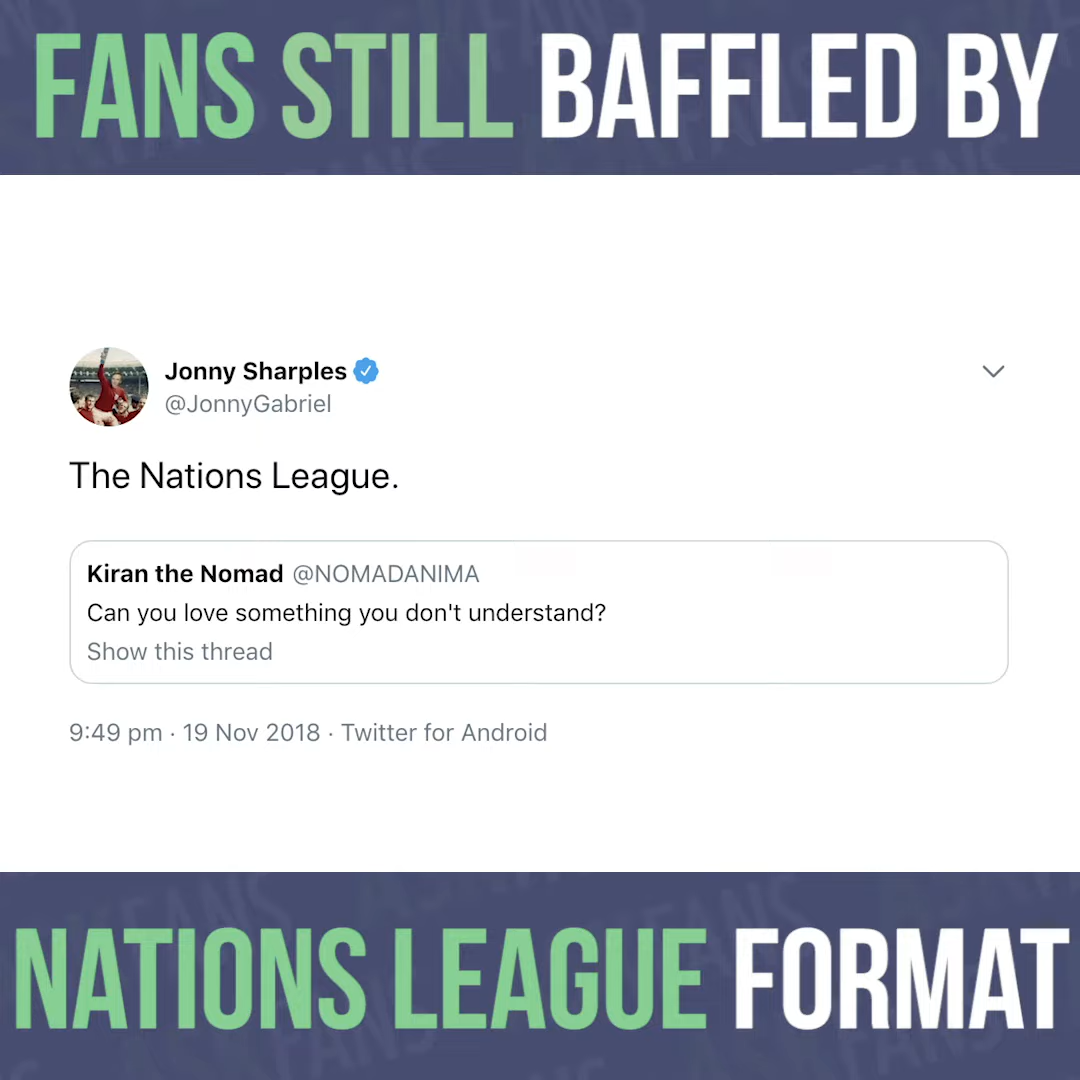 FANS STILL BAFFLED BY
Jonny Sharples
@JonnyGabriel
The Nations League.
Kiran the Nomad @NOMADANIMA
Can you love something you don't understand?
Show this thread
9:49 pm · 19 Nov 2018 · Twitter for Android
NATIONS LEAGUE FORMAT